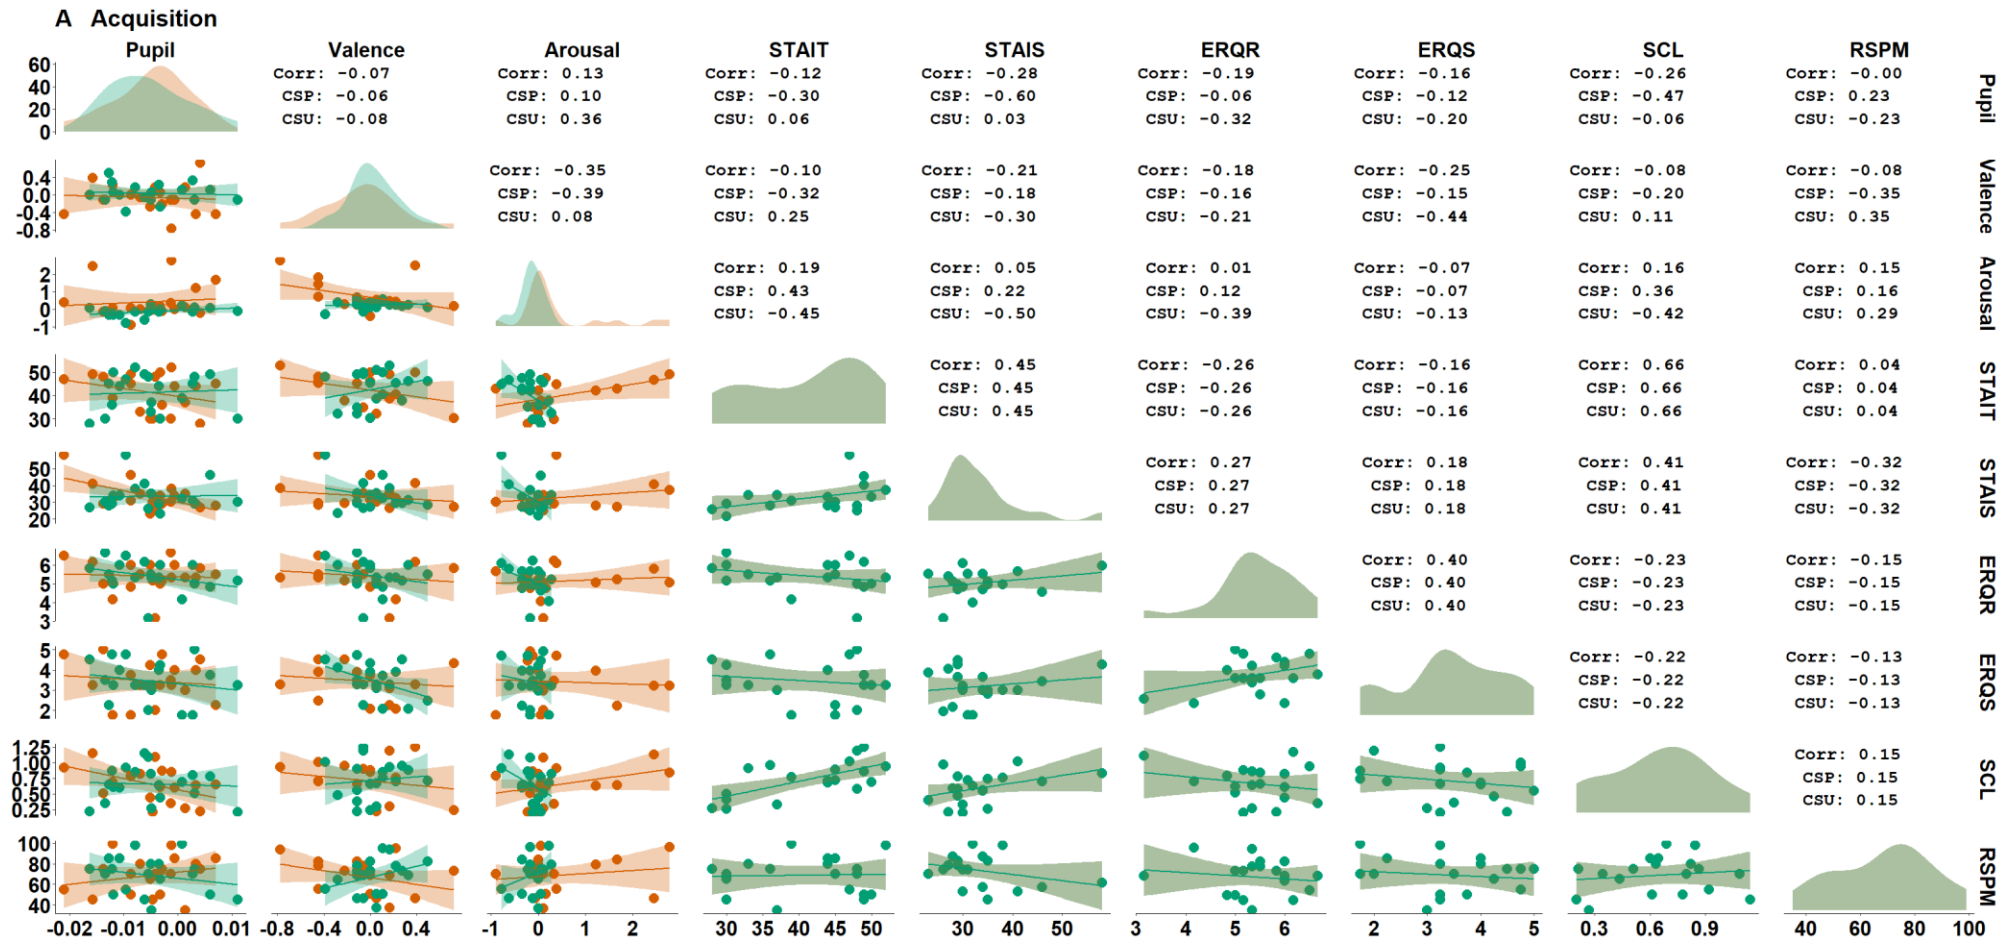 A Acquisition
Pupil Valence Arousal STAIT STAIS ERQR ERQS SCL RSPM
60 Corr: -0.07 Corr: 0.13 Corr: -0.12 Corr: -0.28 Corr: -0.19 Corr: -0.16 Corr: -0.26 Corr: -0.00
40 CSP: -0.06 CSP: 0.10 CSP: -0.30 CSP: -0.60 CSP: -0.06 CSP: -0.12 CSP: -0.47 CSP: 0.23 Pupil
20 CSU: -0.08 CSU: 0.36 CSU: 0.06 CSU: 0.03 CSU: -0.32 CSU: -0.20 CSU: -0.06 CSU: -0.23
0
0.4 Corr: -0.35 Corr: -0.10 Corr: -0.21 Corr: -0.18 Corr: -0.25 Corr: -0.08 Corr: -0.08
0.0 CSP: -0.39 CSP: -0.32 CSP: -0.18 CSP: -0.16 CSP: -0.15 CSP: -0.20 CSP: -0.35 Valence
-0.4 CSU: 0.08 CSU: 0.25 CSU: -0.30 CSU: -0.21 CSU: -0.44 CSU: 0.11 CSU: 0.35
-0.8
2 Corr: 0.19 Corr: 0.05 Corr: 0.01 Corr: -0.07 Corr: 0.16 Corr: 0.15
1 CSP: 0.43 CSP: 0.22 CSP: 0.12 CSP: -0.07 CSP: 0.36 CSP: 0.16 Arousal
0 CSU: -0.45 CSU: -0.50 CSU: -0.39 CSU: -0.13 CSU: -0.42 CSU: 0.29
-1
50 Corr: 0.45 Corr: -0.26 Corr: -0.16 Corr: 0.66 Corr: 0.04
40 CSP: 0.45 CSP: -0.26 CSP: -0.16 CSP: 0.66 CSP: 0.04 STAIT
30 CSU: 0.45 CSU: -0.26 CSU: -0.16 CSU: 0.66 CSU: 0.04
50 Corr: 0.27 Corr: 0.18 Corr: 0.41 Corr: -0.32
40 CSP: 0.27 CSP: 0.18 CSP: 0.41 CSP: -0.32 STAIS
30 CSU: 0.27 CSU: 0.18 CSU: 0.41 CSU: -0.32
20
6 Corr: 0.40 Corr: -0.23 Corr: -0.15
5 CSP: 0.40 CSP: -0.23 CSP: -0.15 ERQR
4 CSU: 0.40 CSU: -0.23 CSU: -0.15
3
5 Corr: -0.22 Corr: -0.13
4 CSP: -0.22 CSP: -0.13 ERQS
3 CSU: -0.22 CSU: -0.13
2
1.25 Corr: 0.15
1.00 CSP: 0.15 SCL
0.75 CSU: 0.15
0.50
0.25
100
80 RSPM
60
40
-0.02 -0.01 0.00 0.01 -0.8 -0.4 0.0 0.4 -1 0 1 2 30 35 40 45 50 30 40 50 3 4 5 6 2 3 4 5 0.3 0.6 0.9 40 60 80 100